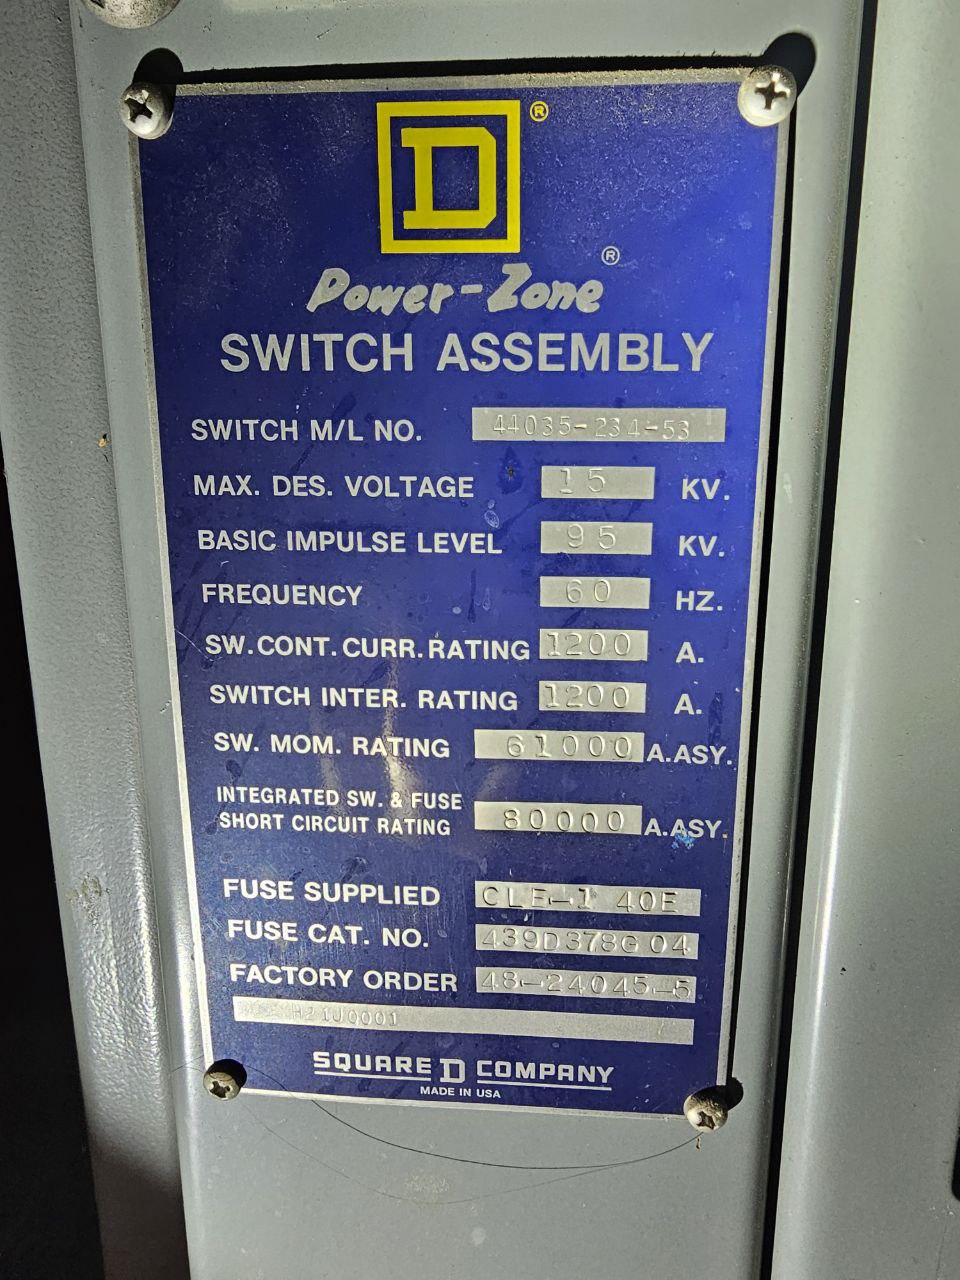 D ®
Power-Zone ®
SWITCH ASSEMBLY
SWITCH M/L NO. 44035-234-53
MAX. DES. VOLTAGE 15 KV.
BASIC IMPULSE LEVEL 95 KV.
FREQUENCY 60 HZ.
SW. CONT. CURR. RATING 1200 A.
SWITCH INTER. RATING 1200 A.
SW. MOM. RATING 61000 A.ASY.
INTEGRATED SW. & FUSE
SHORT CIRCUIT RATING 80000 A.ASY.
FUSE SUPPLIED CLE-1 40E
FUSE CAT. NO. 439D378G04
FACTORY ORDER 48-24045-5
H21J0001
SQUARE D COMPANY
MADE IN USA